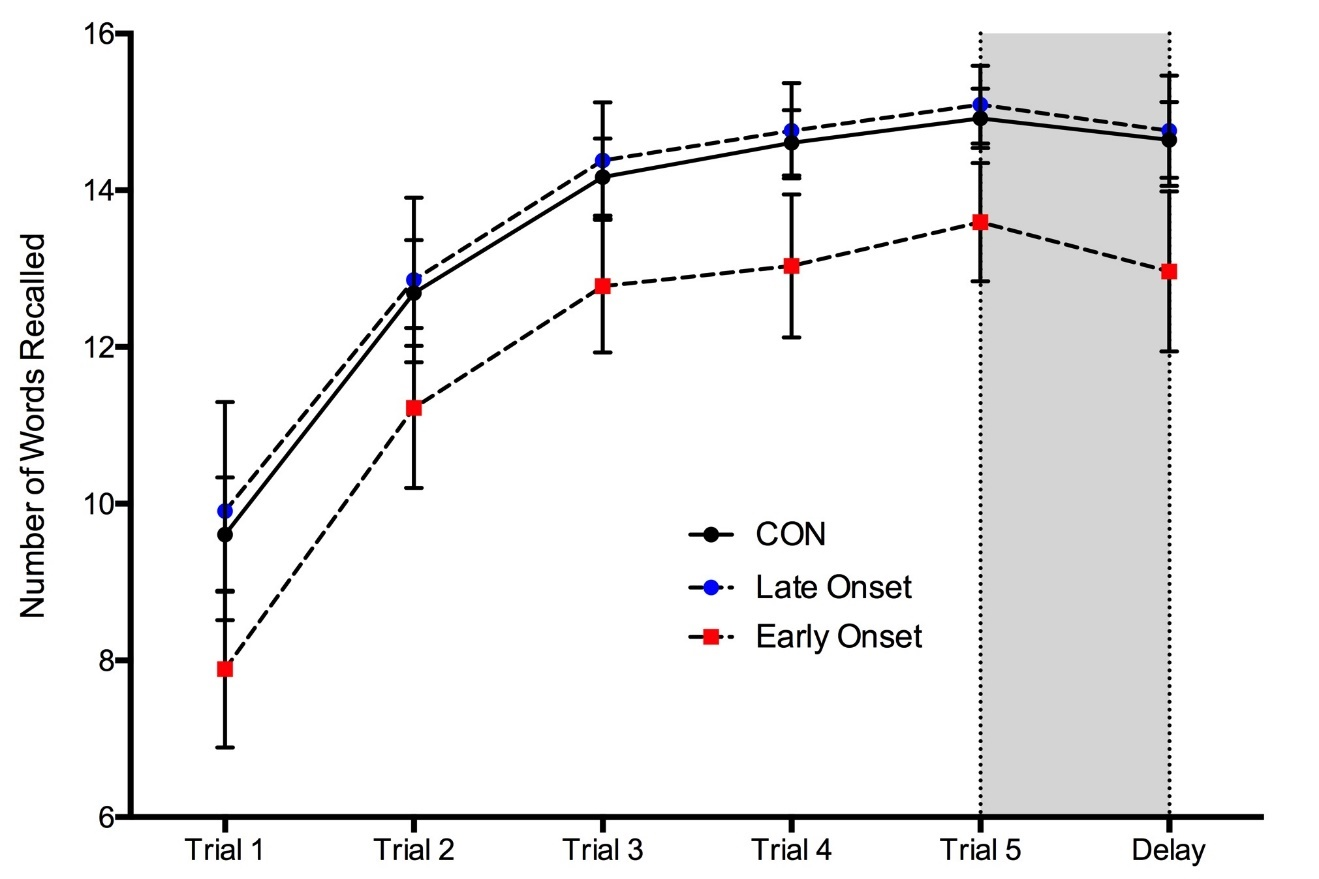 16
14
12
10
8
6
Number of Words Recalled
CON
Late Onset
Early Onset
Trial 1 Trial 2 Trial 3 Trial 4 Trial 5 Delay